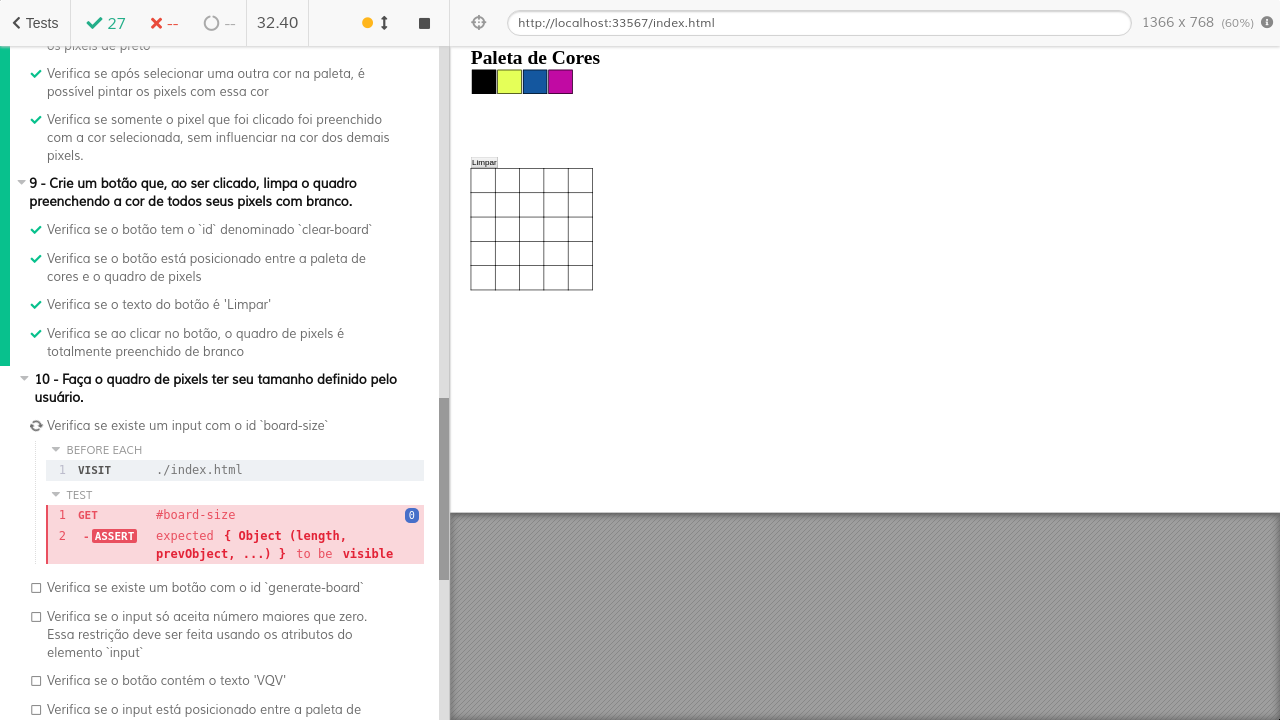 Tests
27
--
--
32.40
http://localhost:33567/index.html
1366 x 768 (60%)
os pixels de preto
Verifica se após selecionar uma outra cor na paleta, é
possível pintar os pixels com essa cor
Verifica se somente o pixel que foi clicado foi preenchido
com a cor selecionada, sem influenciar na cor dos demais
pixels.
9 - Crie um botão que, ao ser clicado, limpa o quadro
preenchendo a cor de todos seus pixels com branco.
Verifica se o botão tem o `id` denominado `clear-board`
Verifica se o botão está posicionado entre a paleta de
cores e o quadro de pixels
Verifica se o texto do botão é 'Limpar'
Verifica se ao clicar no botão, o quadro de pixels é
totalmente preenchido de branco
10 - Faça o quadro de pixels ter seu tamanho definido pelo
usuário.
Verifica se existe um input com o id `board-size`
BEFORE EACH
1 VISIT ./index.html
TEST
1 GET #board-size 0
2 -ASSERT expected { Object (length,
prevObject, ...) } to be visible
Verifica se existe um botão com o id `generate-board`
Verifica se o input só aceita número maiores que zero.
Essa restrição deve ser feita usando os atributos do
elemento `input`
Verifica se o botão contém o texto 'VQV'
Verifica se o input está posicionado entre a paleta de
Paleta de Cores
Limpar